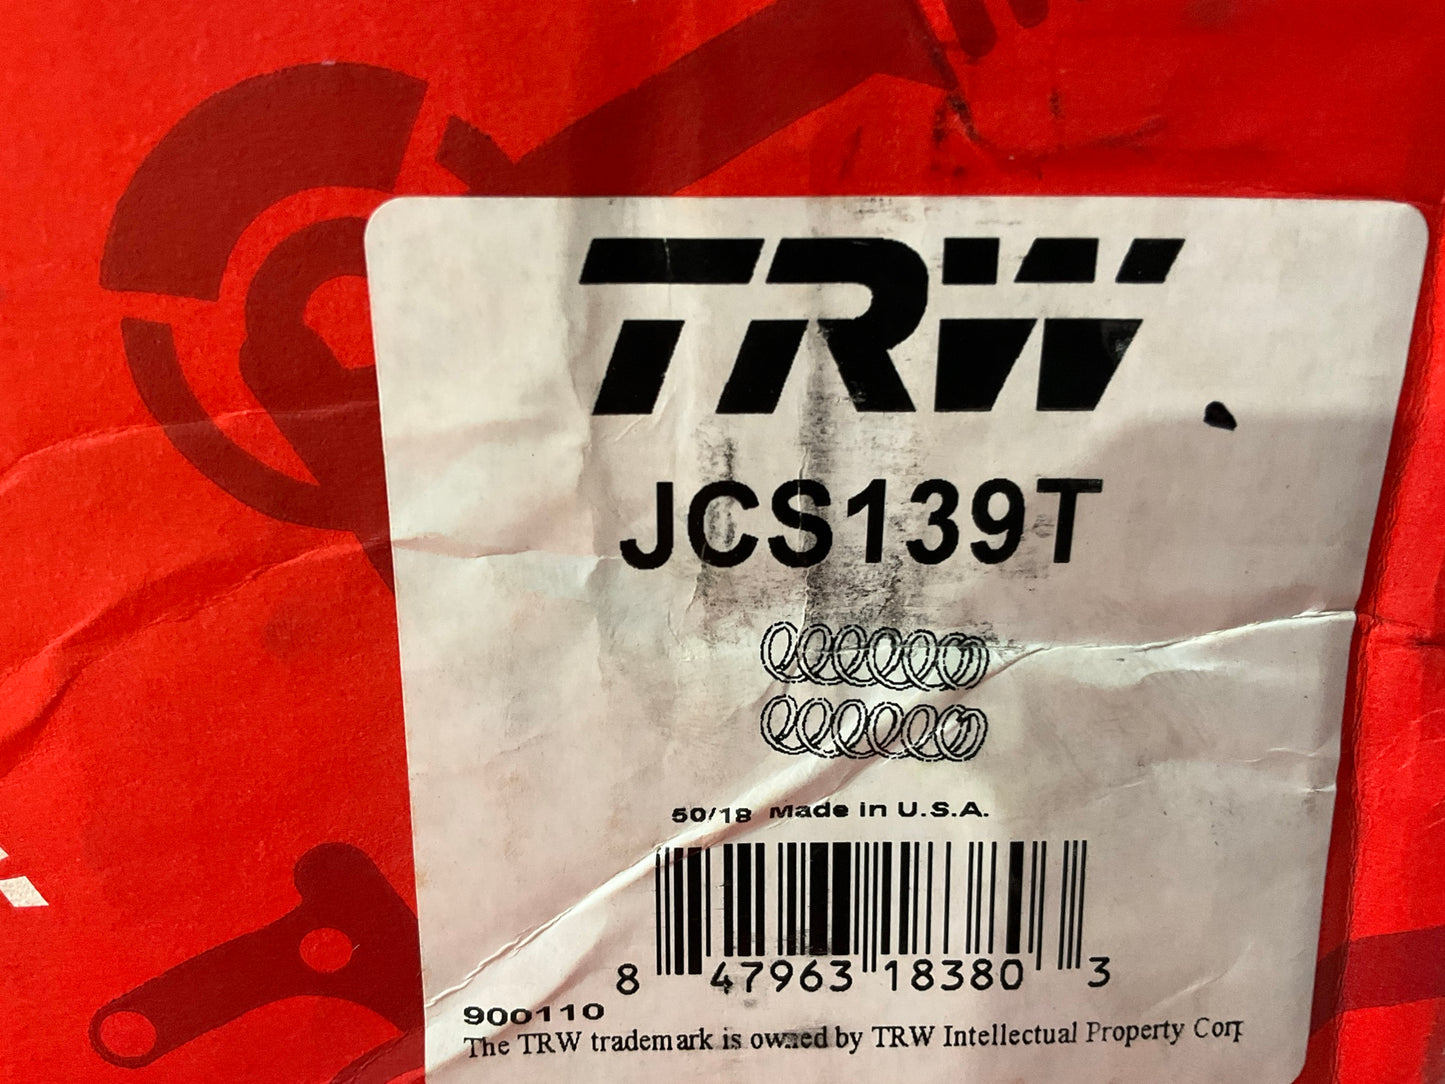 TRW
JCS139T
50/18 Made in U.S.A.
8 47963 18380 3
900110
The TRW trademark is owned by TRW Intellectual Property Corp